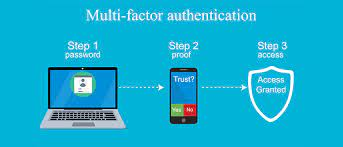 Multi-factor authentication
Step 1
password
Step 2
proof
Step 3
access
Trust?
Yes No
Access
Granted